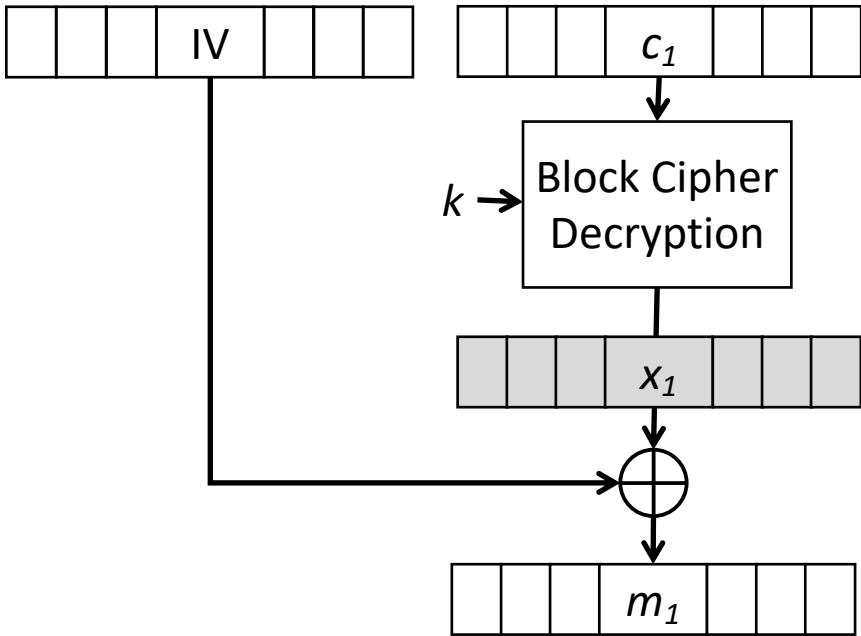 IV
c1
k
Block Cipher
Decryption
x1
m1